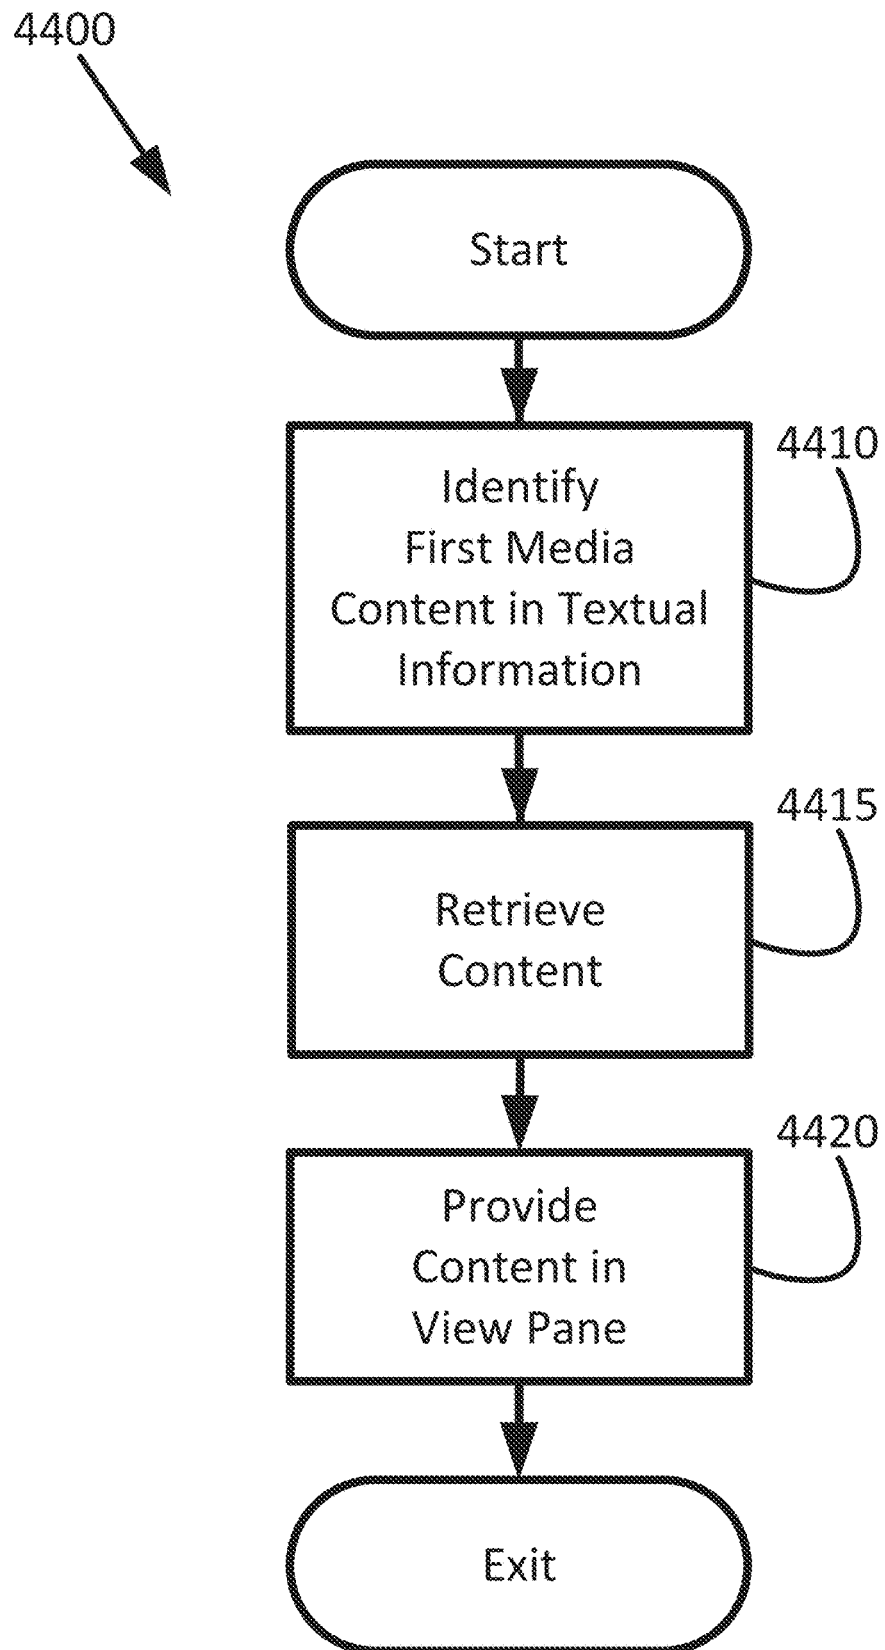 4400
Start
4410
Identify
First Media
Content in Textual
Information
4415
Retrieve
Content
4420
Provide
Content in
View Pane
Exit